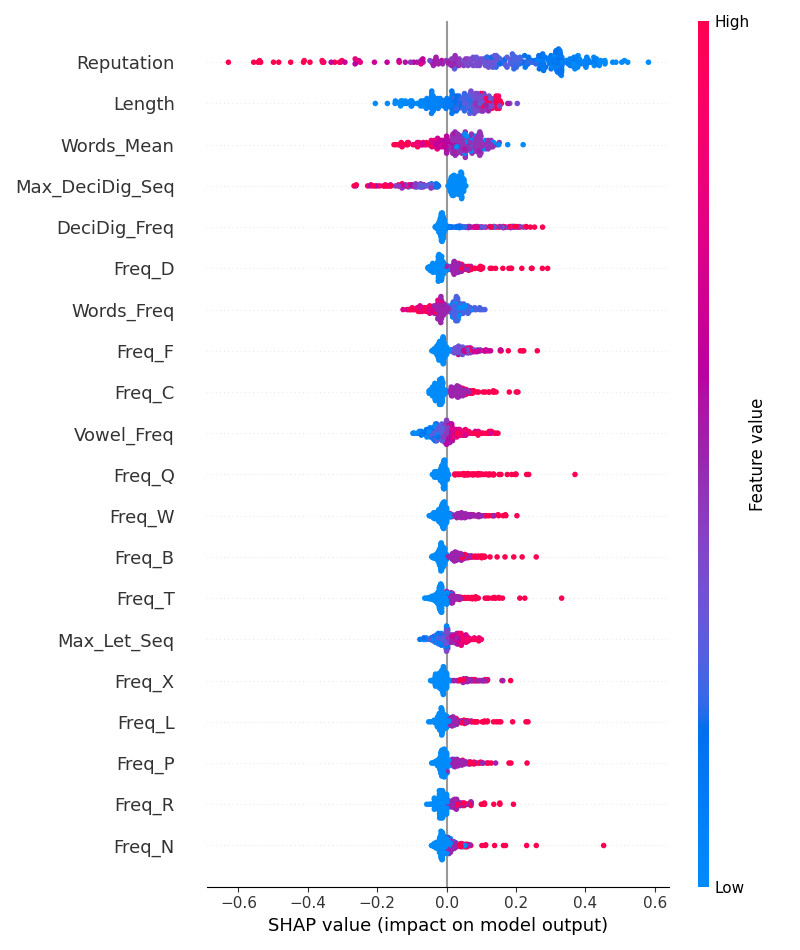 High
Reputation
Length
Words_Mean
Max_DeciDig_Seq
DeciDig_Freq
Freq_D
Words_Freq
Freq_F
Freq_C
Vowel_Freq
Freq_Q
Freq_W
Freq_B
Freq_T
Max_Let_Seq
Freq_X
Freq_L
Freq_P
Freq_R
Freq_N
Feature value
Low
−0.6 −0.4 −0.2 0.0 0.2 0.4 0.6
SHAP value (impact on model output)